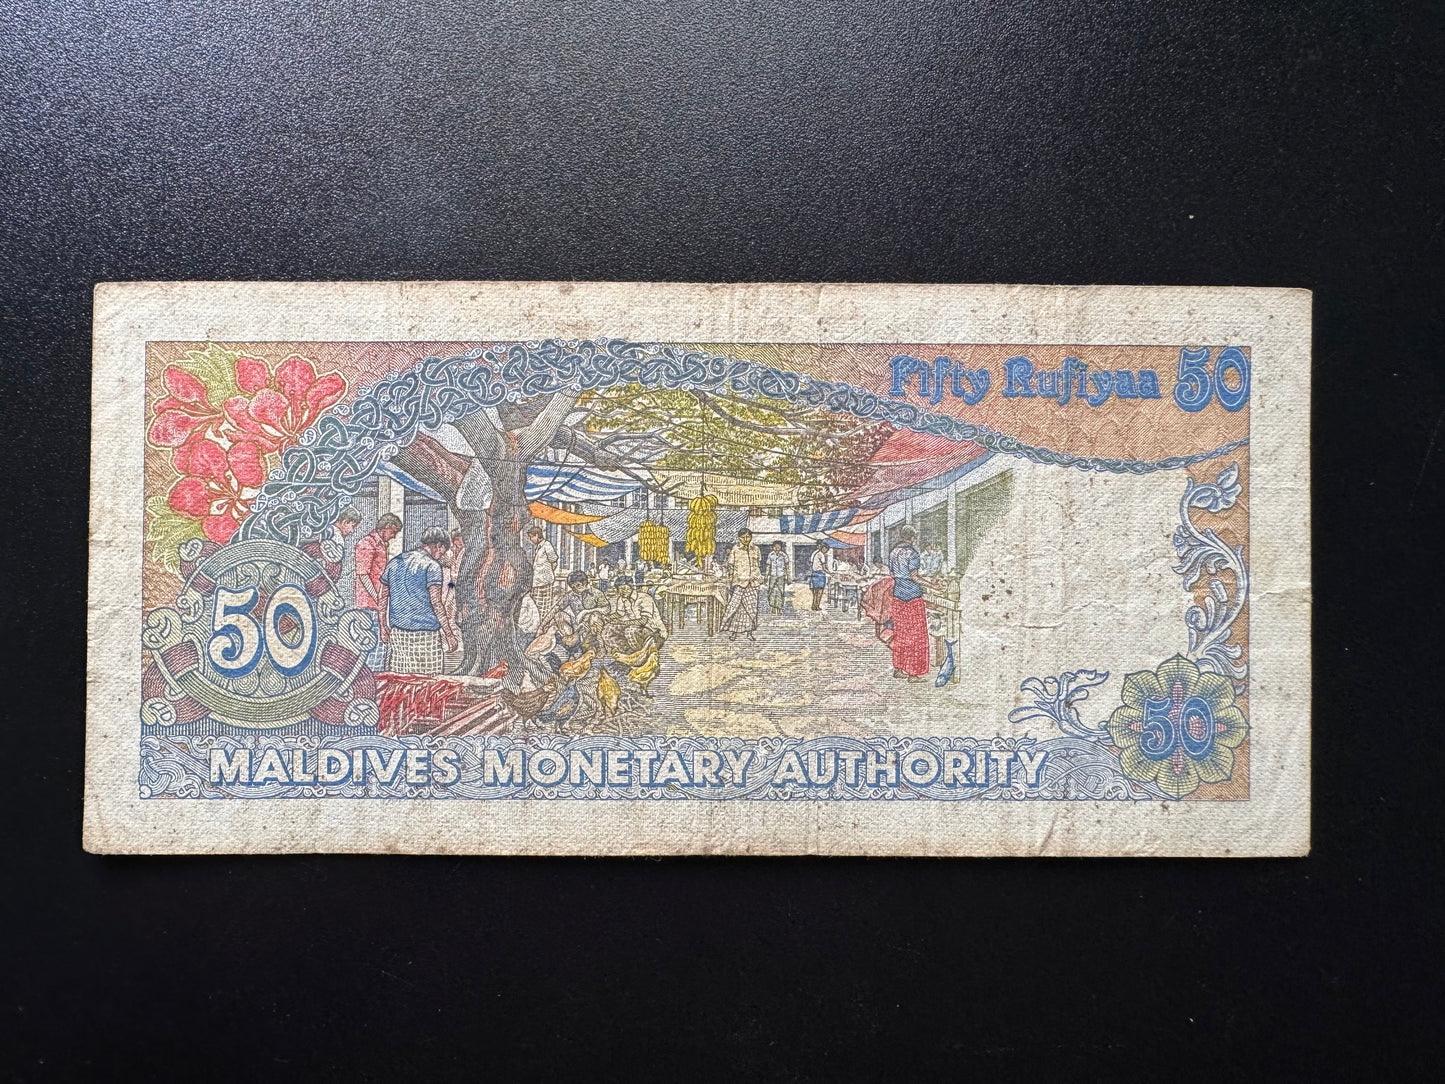 Fifty Rufiyaa 50
50
50
MALDIVES MONETARY AUTHORITY